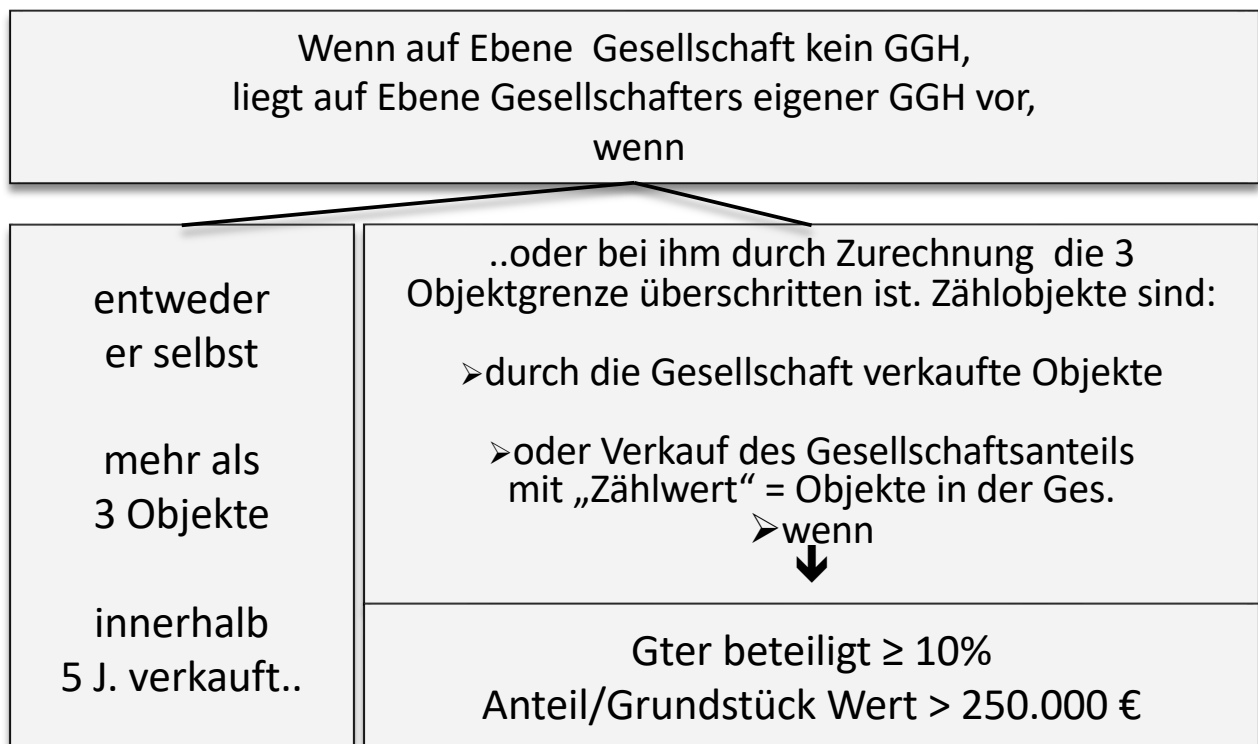 Wenn auf Ebene  Gesellschaft kein GGH,
liegt auf Ebene Gesellschafters eigener GGH vor,
wenn
entweder
er selbst
mehr als
3 Objekte
innerhalb
5 J. verkauft..
..oder bei ihm durch Zurechnung  die 3
Objektgrenze überschritten ist. Zählobjekte sind:
➢durch die Gesellschaft verkaufte Objekte
➢oder Verkauf des Gesellschaftsanteils
mit „Zählwert“ = Objekte in der Ges.
➢wenn
Gter beteiligt ≥ 10%
Anteil/Grundstück Wert > 250.000 €